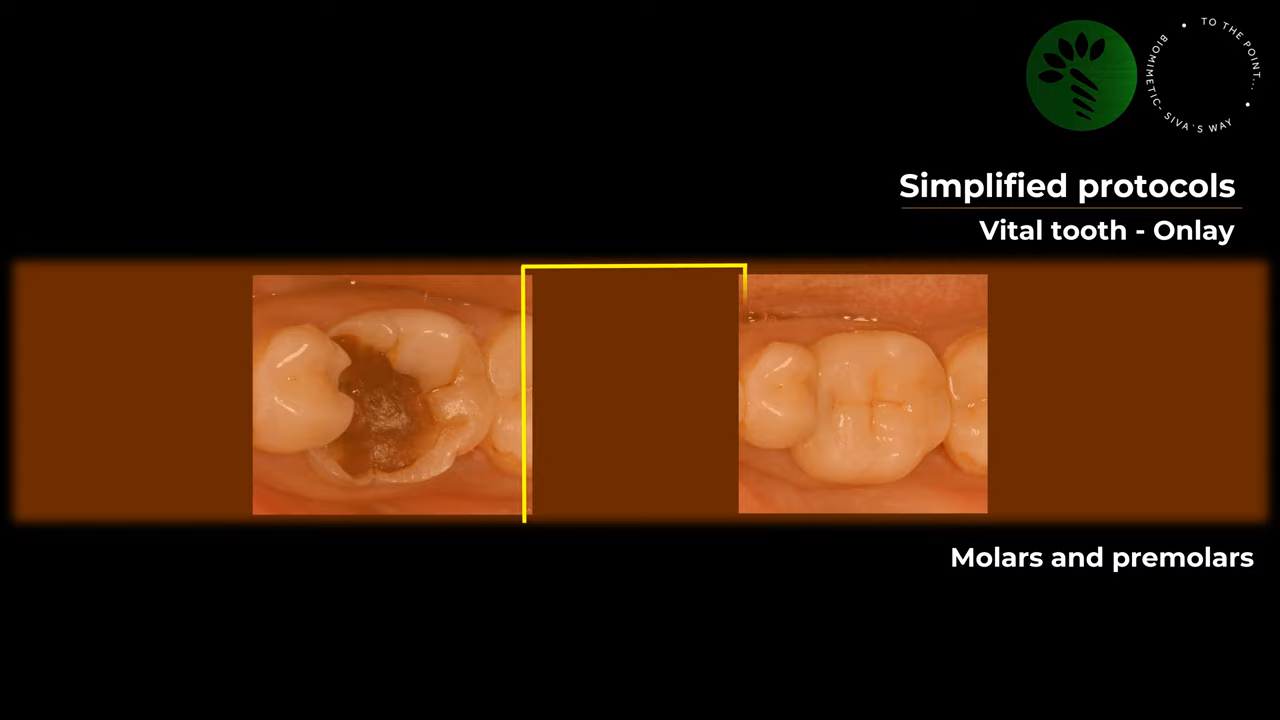 TO THE POINT...
BIOMIMETIC- SIVA'S WAY
Simplified protocols
Vital tooth - Onlay
Molars and premolars